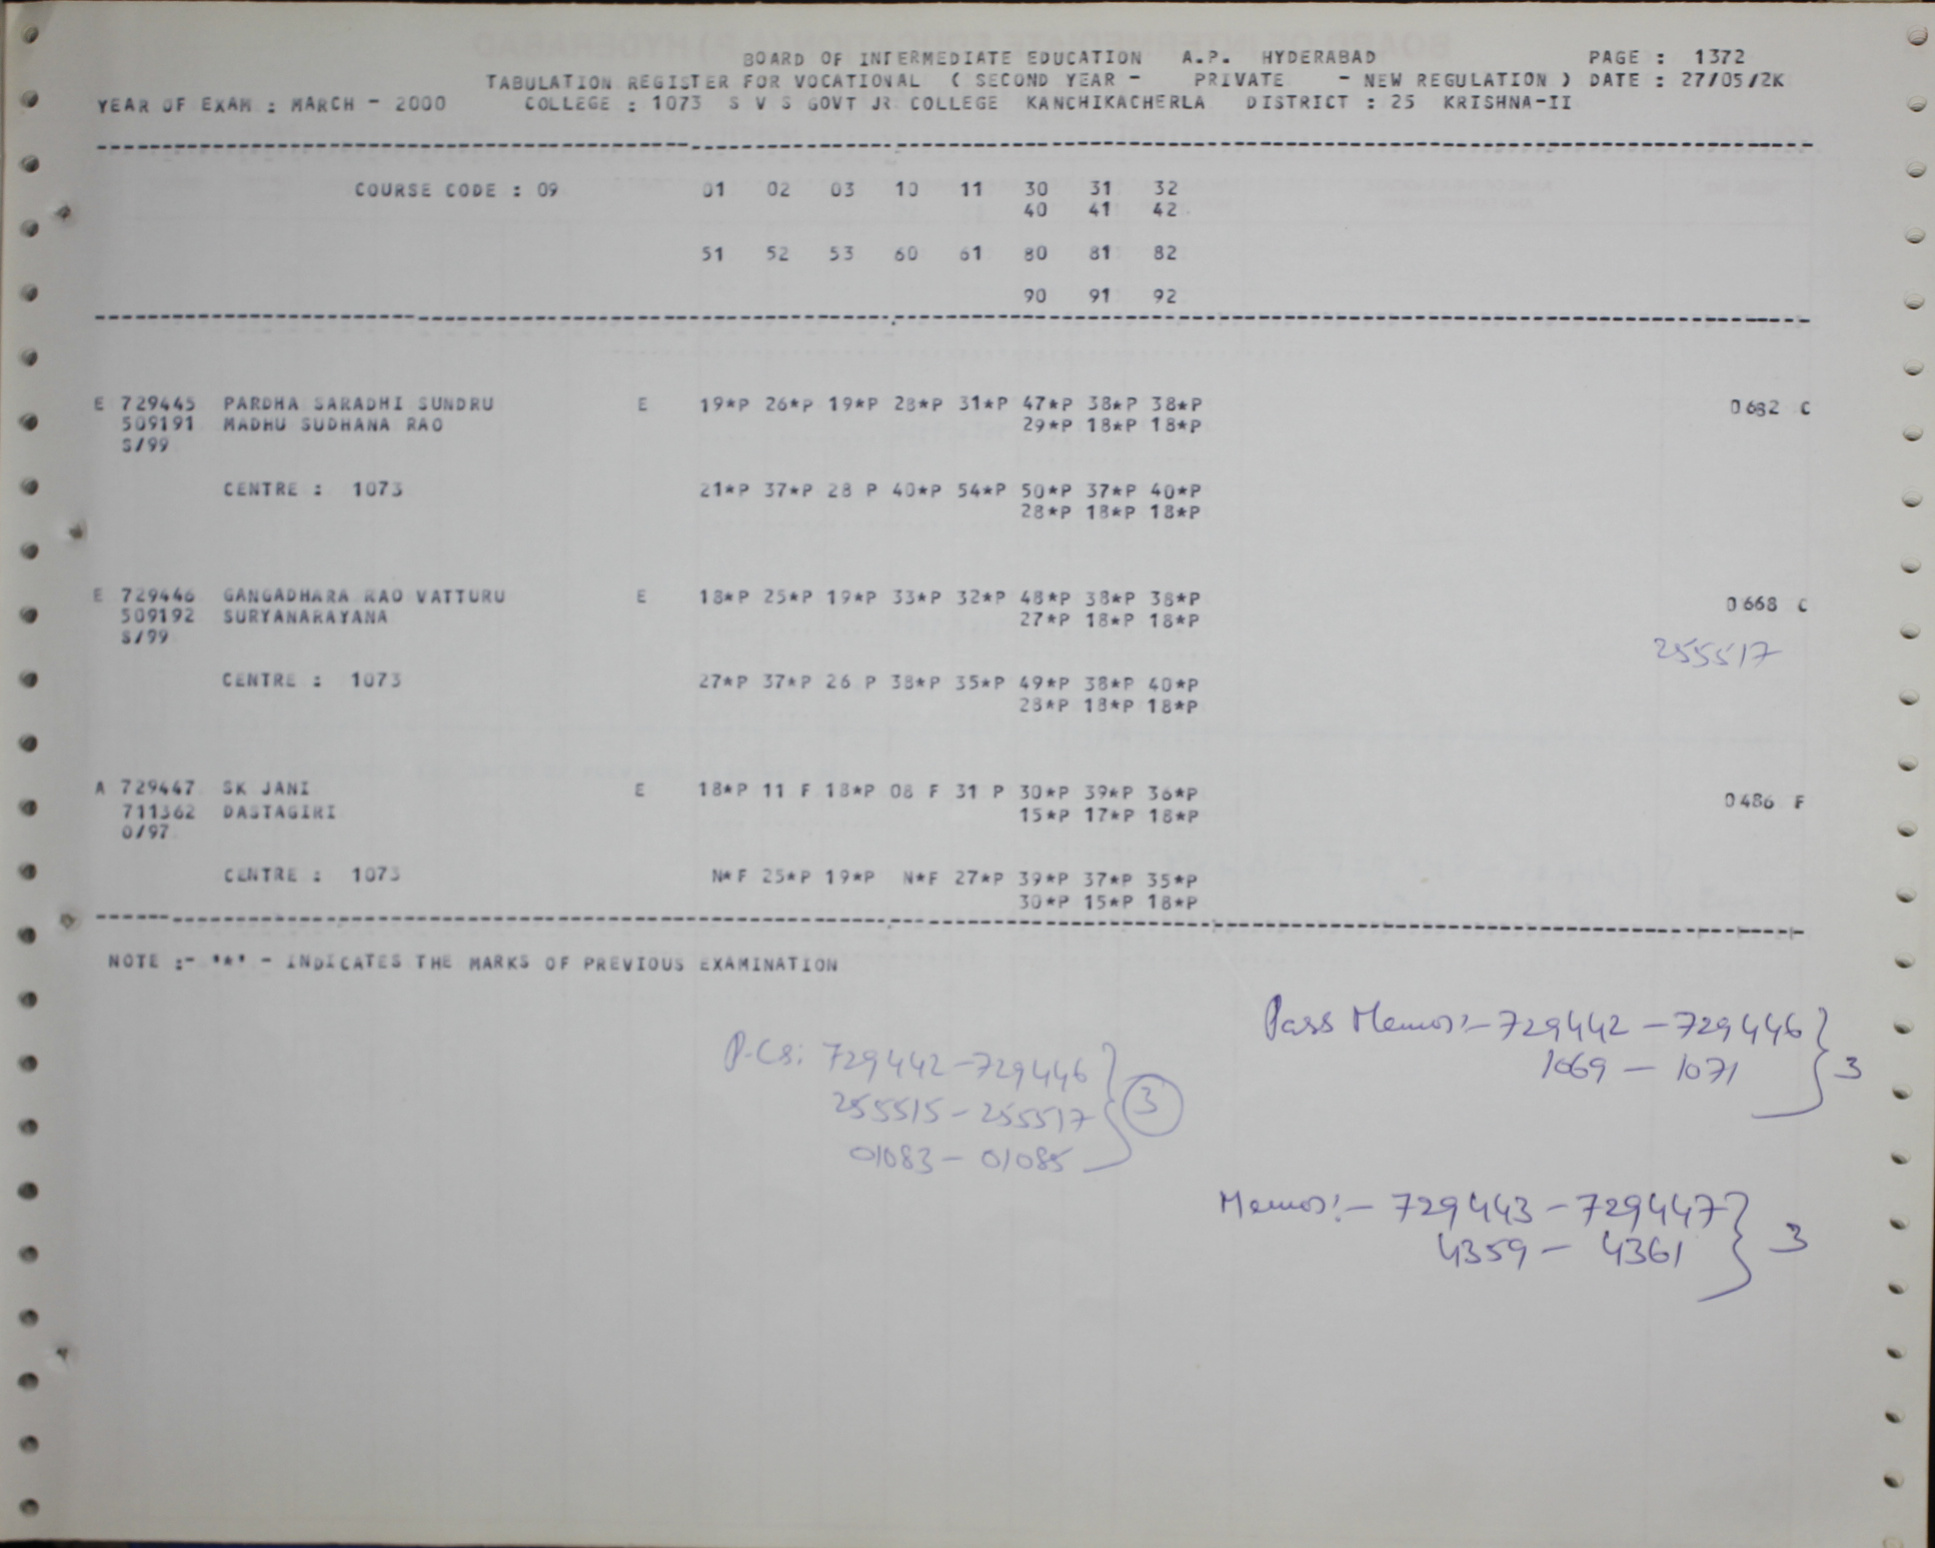 BOARD OF INTERMEDIATE EDUCATION A.P. HYDERABAD PAGE : 1372
TABULATION REGISTER FOR VOCATIONAL ( SECOND YEAR - PRIVATE - NEW REGULATION ) DATE : 27/05/2K
YEAR OF EXAM : MARCH - 2000 COLLEGE : 1073 S V S GOVT JR COLLEGE KANCHIKACHERLA DISTRICT : 25 KRISHNA-II
COURSE CODE : 09 01 02 03 10 11 30 31 32
40 41 42
51 52 53 60 61 80 81 82
90 91 92
E 729445 PARDHA SARADHI SUNDRU E 19*P 26*P 19*P 28*P 31*P 47*P 38*P 38*P 0682 C
509191 MADHU SUDHANA RAO 29*P 18*P 18*P
S/99
CENTRE : 1073 21*P 37*P 28 P 40*P 54*P 50*P 37*P 40*P
28*P 18*P 18*P
E 729446 GANGADHARA RAO VATTURU E 18*P 25*P 19*P 33*P 32*P 48*P 38*P 38*P 0668 C
509192 SURYANARAYANA 27*P 18*P 18*P
S/99 255517
CENTRE : 1073 27*P 37*P 26 P 38*P 35*P 49*P 38*P 40*P
28*P 18*P 18*P
A 729447 SK JANI E 18*P 11 F 18*P 08 F 31 P 30*P 39*P 36*P 0486 F
711362 DASTAGIRI 15*P 17*P 18*P
O/97
CENTRE : 1073 N*F 25*P 19*P N*F 27*P 39*P 37*P 35*P
30*P 15*P 18*P
NOTE :- '*' - INDICATES THE MARKS OF PREVIOUS EXAMINATION
Pass Memos:- 729442 - 729446
1069 - 1071 } 3
P.Cs: 729442-729446
255515-255517 } 3
01083 - 01085
Memos:- 729443 - 729447
4359 - 4361 } 3